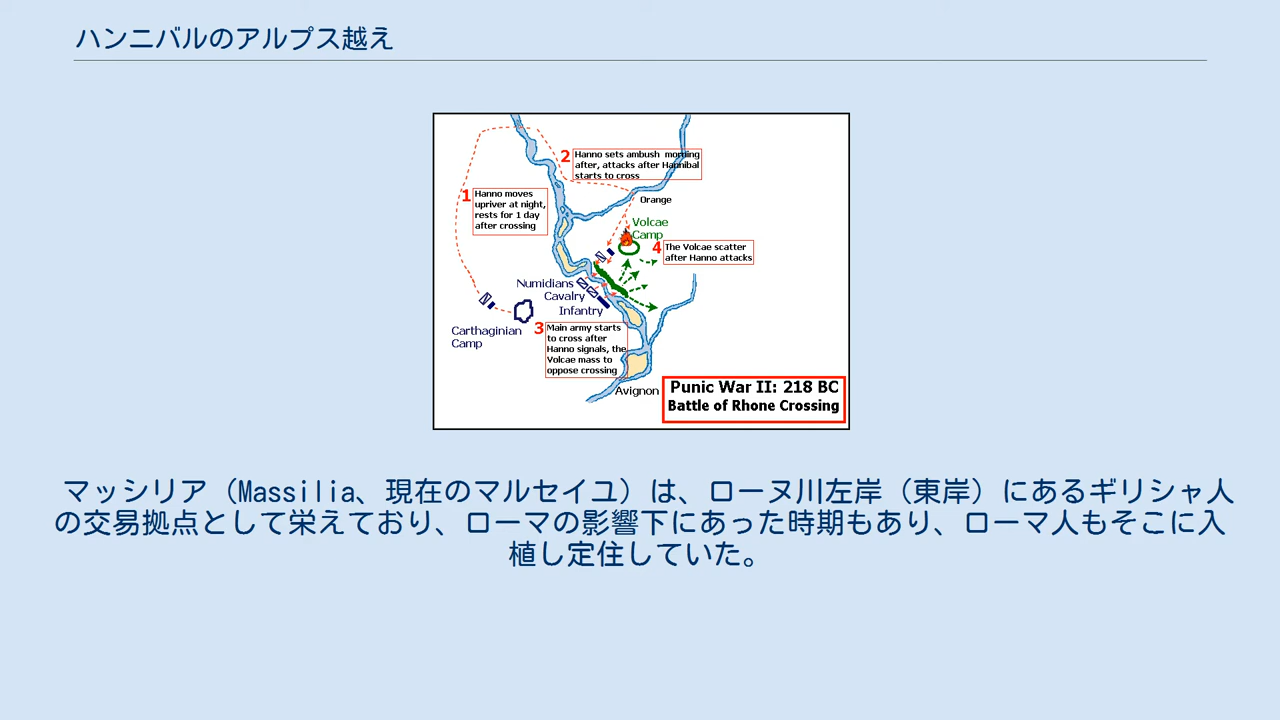 ハンニバルのアルプス越え
2
Hanno sets ambush morning
after, attacks after Hannibal
starts to cross
1
Hanno moves
upriver at night,
rests for 1 day
after crossing
Orange
Volcae
Camp
4
The Volcae scatter
after Hanno attacks
Numidians
Cavalry
Infantry
Carthaginian
Camp
3
Main army starts
to cross after
Hanno signals, the
Volcae mass to
oppose crossing
Avignon
Punic War II: 218 BC
Battle of Rhone Crossing
マッシリア（Massilia、現在のマルセイユ）は、ローヌ川左岸（東岸）にあるギリシャ人
の交易拠点として栄えており、ローマの影響下にあった時期もあり、ローマ人もそこに入
植し定住していた。